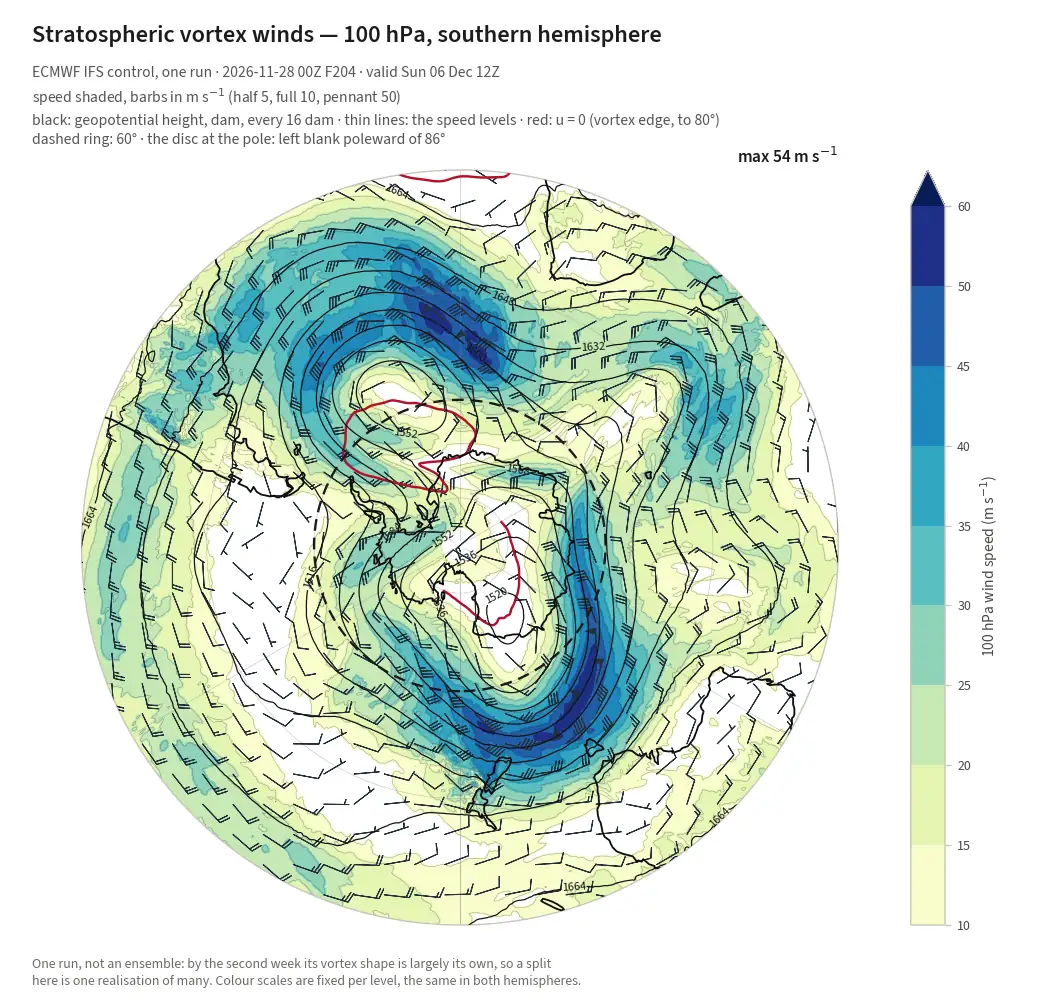 Stratospheric vortex winds — 100 hPa, southern hemisphere
ECMWF IFS control, one run · 2026-11-28 00Z F204 · valid Sun 06 Dec 12Z
speed shaded, barbs in m s⁻¹ (half 5, full 10, pennant 50)
black: geopotential height, dam, every 16 dam · thin lines: the speed levels · red: u = 0 (vortex edge, to 80°)
dashed ring: 60° · the disc at the pole: left blank poleward of 86°
max 54 m s⁻¹
1664
1648
1632
1552
1664
1552
1536
1520
1664
1664
60
50
45
40
35
30
25
20
15
10
100 hPa wind speed (m s⁻¹)
One run, not an ensemble: by the second week its vortex shape is largely its own, so a split
here is one realisation of many. Colour scales are fixed per level, the same in both hemispheres.